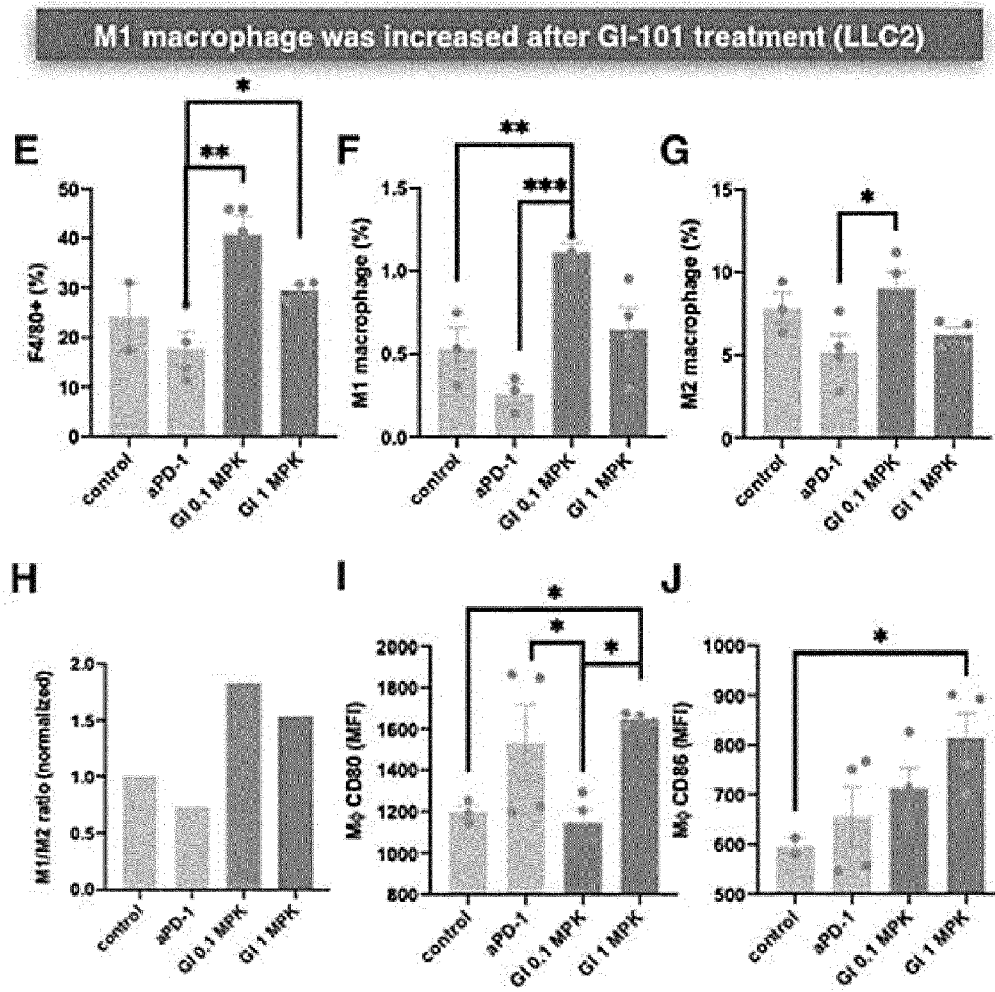 M1 macrophage was increased after GI-101 treatment (LLC2)
E
F4/80+ (%)
50
40
30
20
10
0
*
**
control
aPD-1
GI 0.1 MPK
GI 1 MPK
F
M1 macrophage (%)
1.5
1.0
0.5
0.0
**
***
control
aPD-1
GI 0.1 MPK
GI 1 MPK
G
M2 macrophage (%)
15
10
5
0
*
control
aPD-1
GI 0.1 MPK
GI 1 MPK
H
M1/M2 ratio (normalized)
2.0
1.5
1.0
0.5
0.0
control
aPD-1
GI 0.1 MPK
GI 1 MPK
I
Mϕ CD80 (MFI)
2000
1800
1600
1400
1200
1000
800
*
*
*
control
aPD-1
GI 0.1 MPK
GI 1 MPK
J
Mϕ CD86 (MFI)
1000
900
800
700
600
500
*
control
aPD-1
GI 0.1 MPK
GI 1 MPK